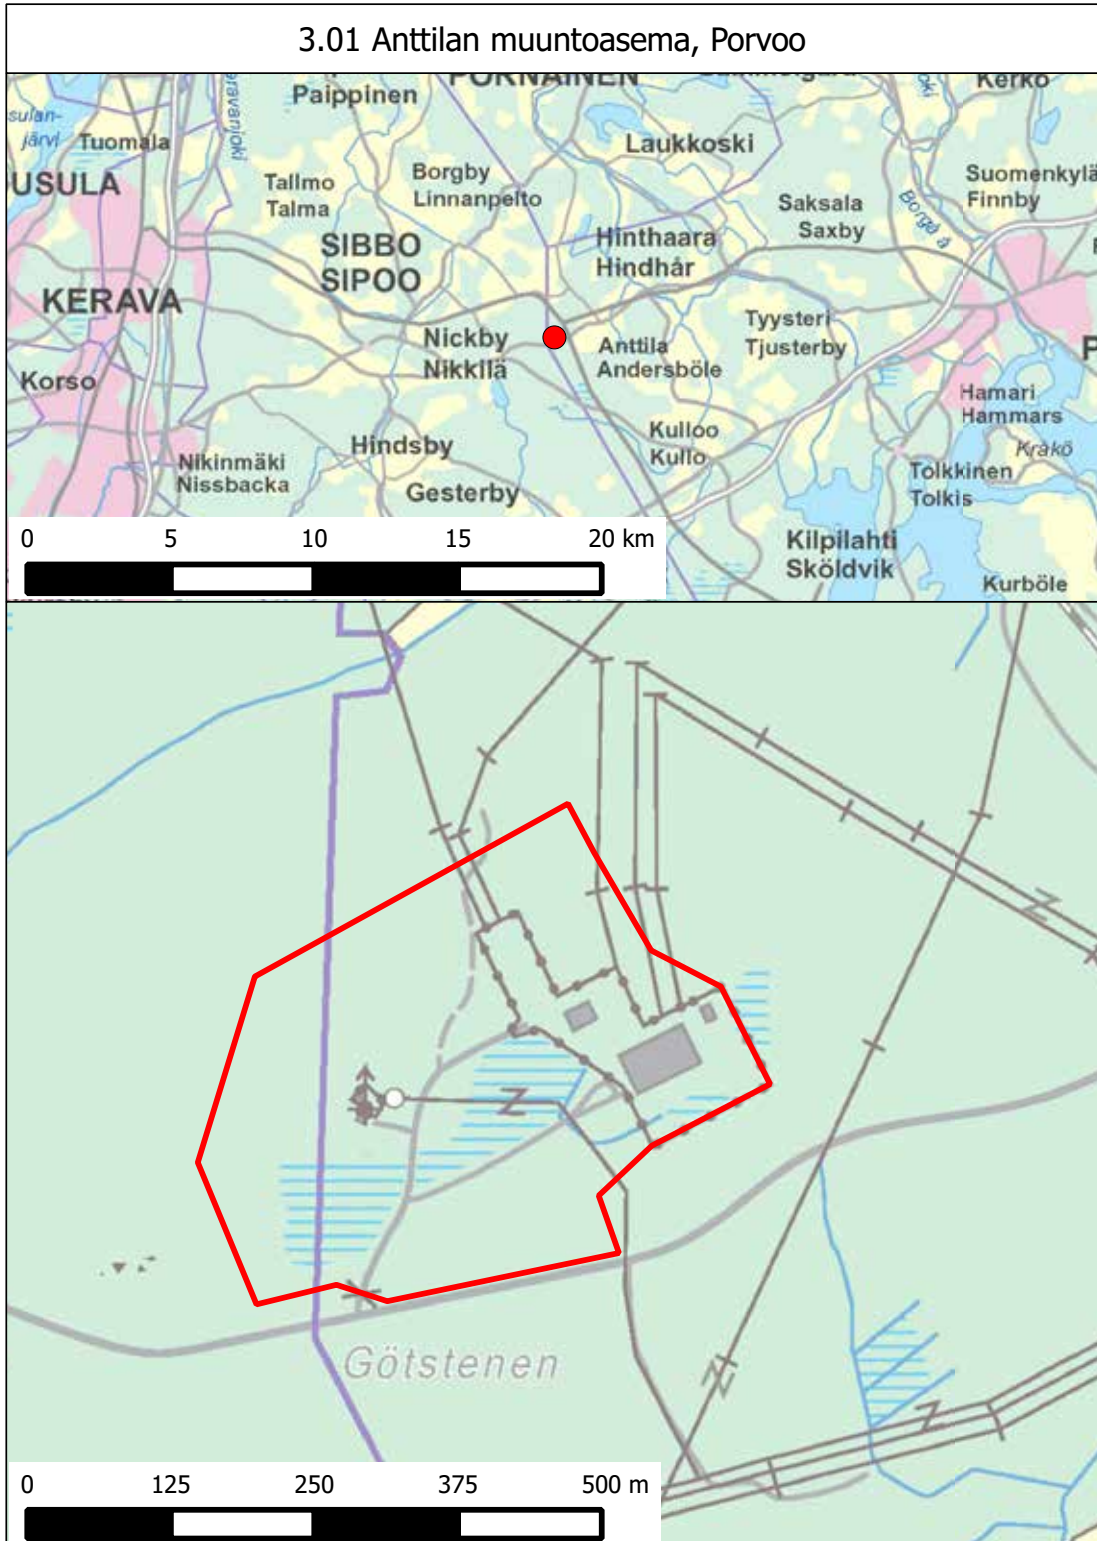 3.01 Anttilan muuntoasema, Porvoo
PORNAINEN
Kerko
Paippinen
sulan-
järvi
Tuomala
Laukkoski
USULA
Tallmo
Talma
Borgby
Linnanpelto
Saksala
Saxby
Suomenkylä
Finnby
Borgå å
SIBBO
SIPOO
Hinthaara
Hindhår
KERAVA
Nickby
Nikkilä
Anttila
Andersböle
Tyysteri
Tjusterby
Korso
Hamari
Hammars
Hindsby
Kulloo
Kullo
Kråkö
Nikinmäki
Nissbacka
Gesterby
Tolkkinen
Tolkis
Kilpilahti
Sköldvik
Kurböle
0 5 10 15 20 km
Götstenen
0 125 250 375 500 m